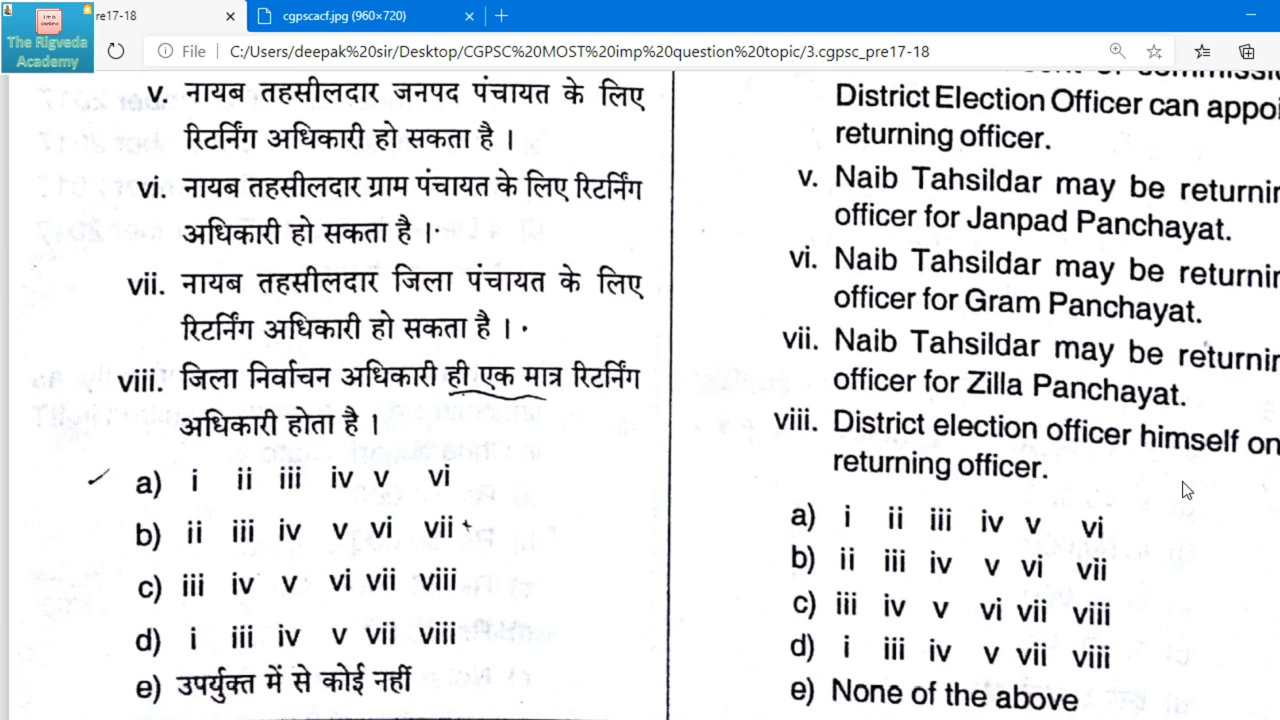 re17-18
cgpscacf.jpg (960×720)
The Rigveda
Academy
File
C:/Users/deepak%20sir/Desktop/CGPSC%20MOST%20imp%20question%20topic/3.cgpsc_pre17-18
v. नायब तहसीलदार जनपद पंचायत के लिए
रिटर्निंग अधिकारी हो सकता है ।
vi. नायब तहसीलदार ग्राम पंचायत के लिए रिटर्निंग
अधिकारी हो सकता है ।
vii. नायब तहसीलदार जिला पंचायत के लिए
रिटर्निंग अधिकारी हो सकता है ।
viii. जिला निर्वाचन अधिकारी ही एक मात्र रिटर्निंग
अधिकारी होता है ।
a) i ii iii iv v vi
b) ii iii iv v vi vii
c) iii iv v vi vii viii
d) i iii iv v vii viii
e) उपर्युक्त में से कोई नहीं
District Election Officer can appoi
returning officer.
v. Naib Tahsildar may be returnin
officer for Janpad Panchayat.
vi. Naib Tahsildar may be returnin
officer for Gram Panchayat.
vii. Naib Tahsildar may be returnin
officer for Zilla Panchayat.
viii. District election officer himself on
returning officer.
a) i ii iii iv v vi
b) ii iii iv v vi vii
c) iii iv v vi vii viii
d) i iii iv v vii viii
e) None of the above